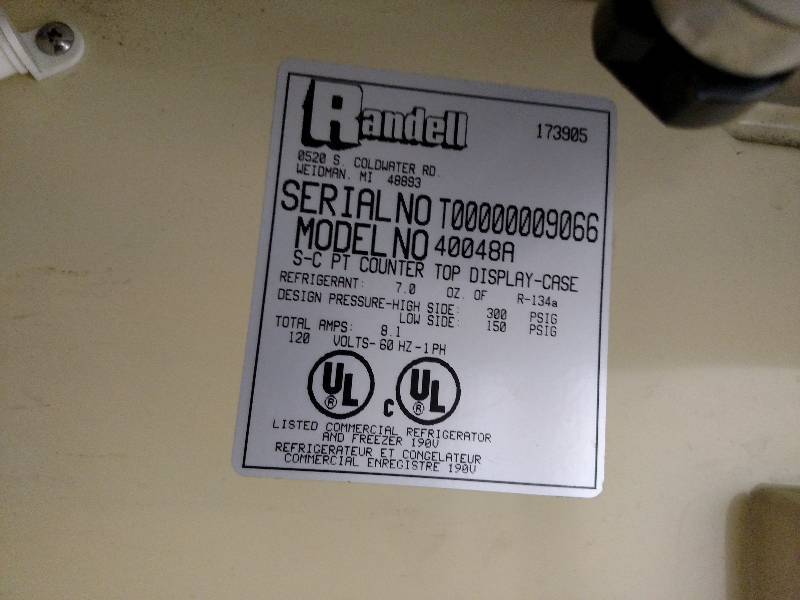 Randell
173905
0520 S. COLDWATER RD.
WEIDMAN. MI 48893
SERIAL NO T00000009066
MODEL NO 40048A
S-C PT COUNTER TOP DISPLAY-CASE
REFRIGERANT: 7.0 OZ. OF R-134a
DESIGN PRESSURE-HIGH SIDE: 300 PSIG
LOW SIDE: 150 PSIG
TOTAL AMPS: 8.1
120 VOLTS- 60 HZ -1PH
UL ® C UL ®
LISTED COMMERCIAL REFRIGERATOR
AND FREEZER 190V
REFRIGERATEUR ET CONGELATEUR
COMMERCIAL ENREGISTRE 190V